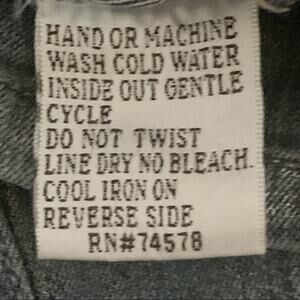 HAND OR MACHINE
WASH COLD WATER
INSIDE OUT GENTLE
CYCLE
DO NOT TWIST
LINE DRY NO BLEACH.
COOL IRON ON
REVERSE SIDE
RN#74578